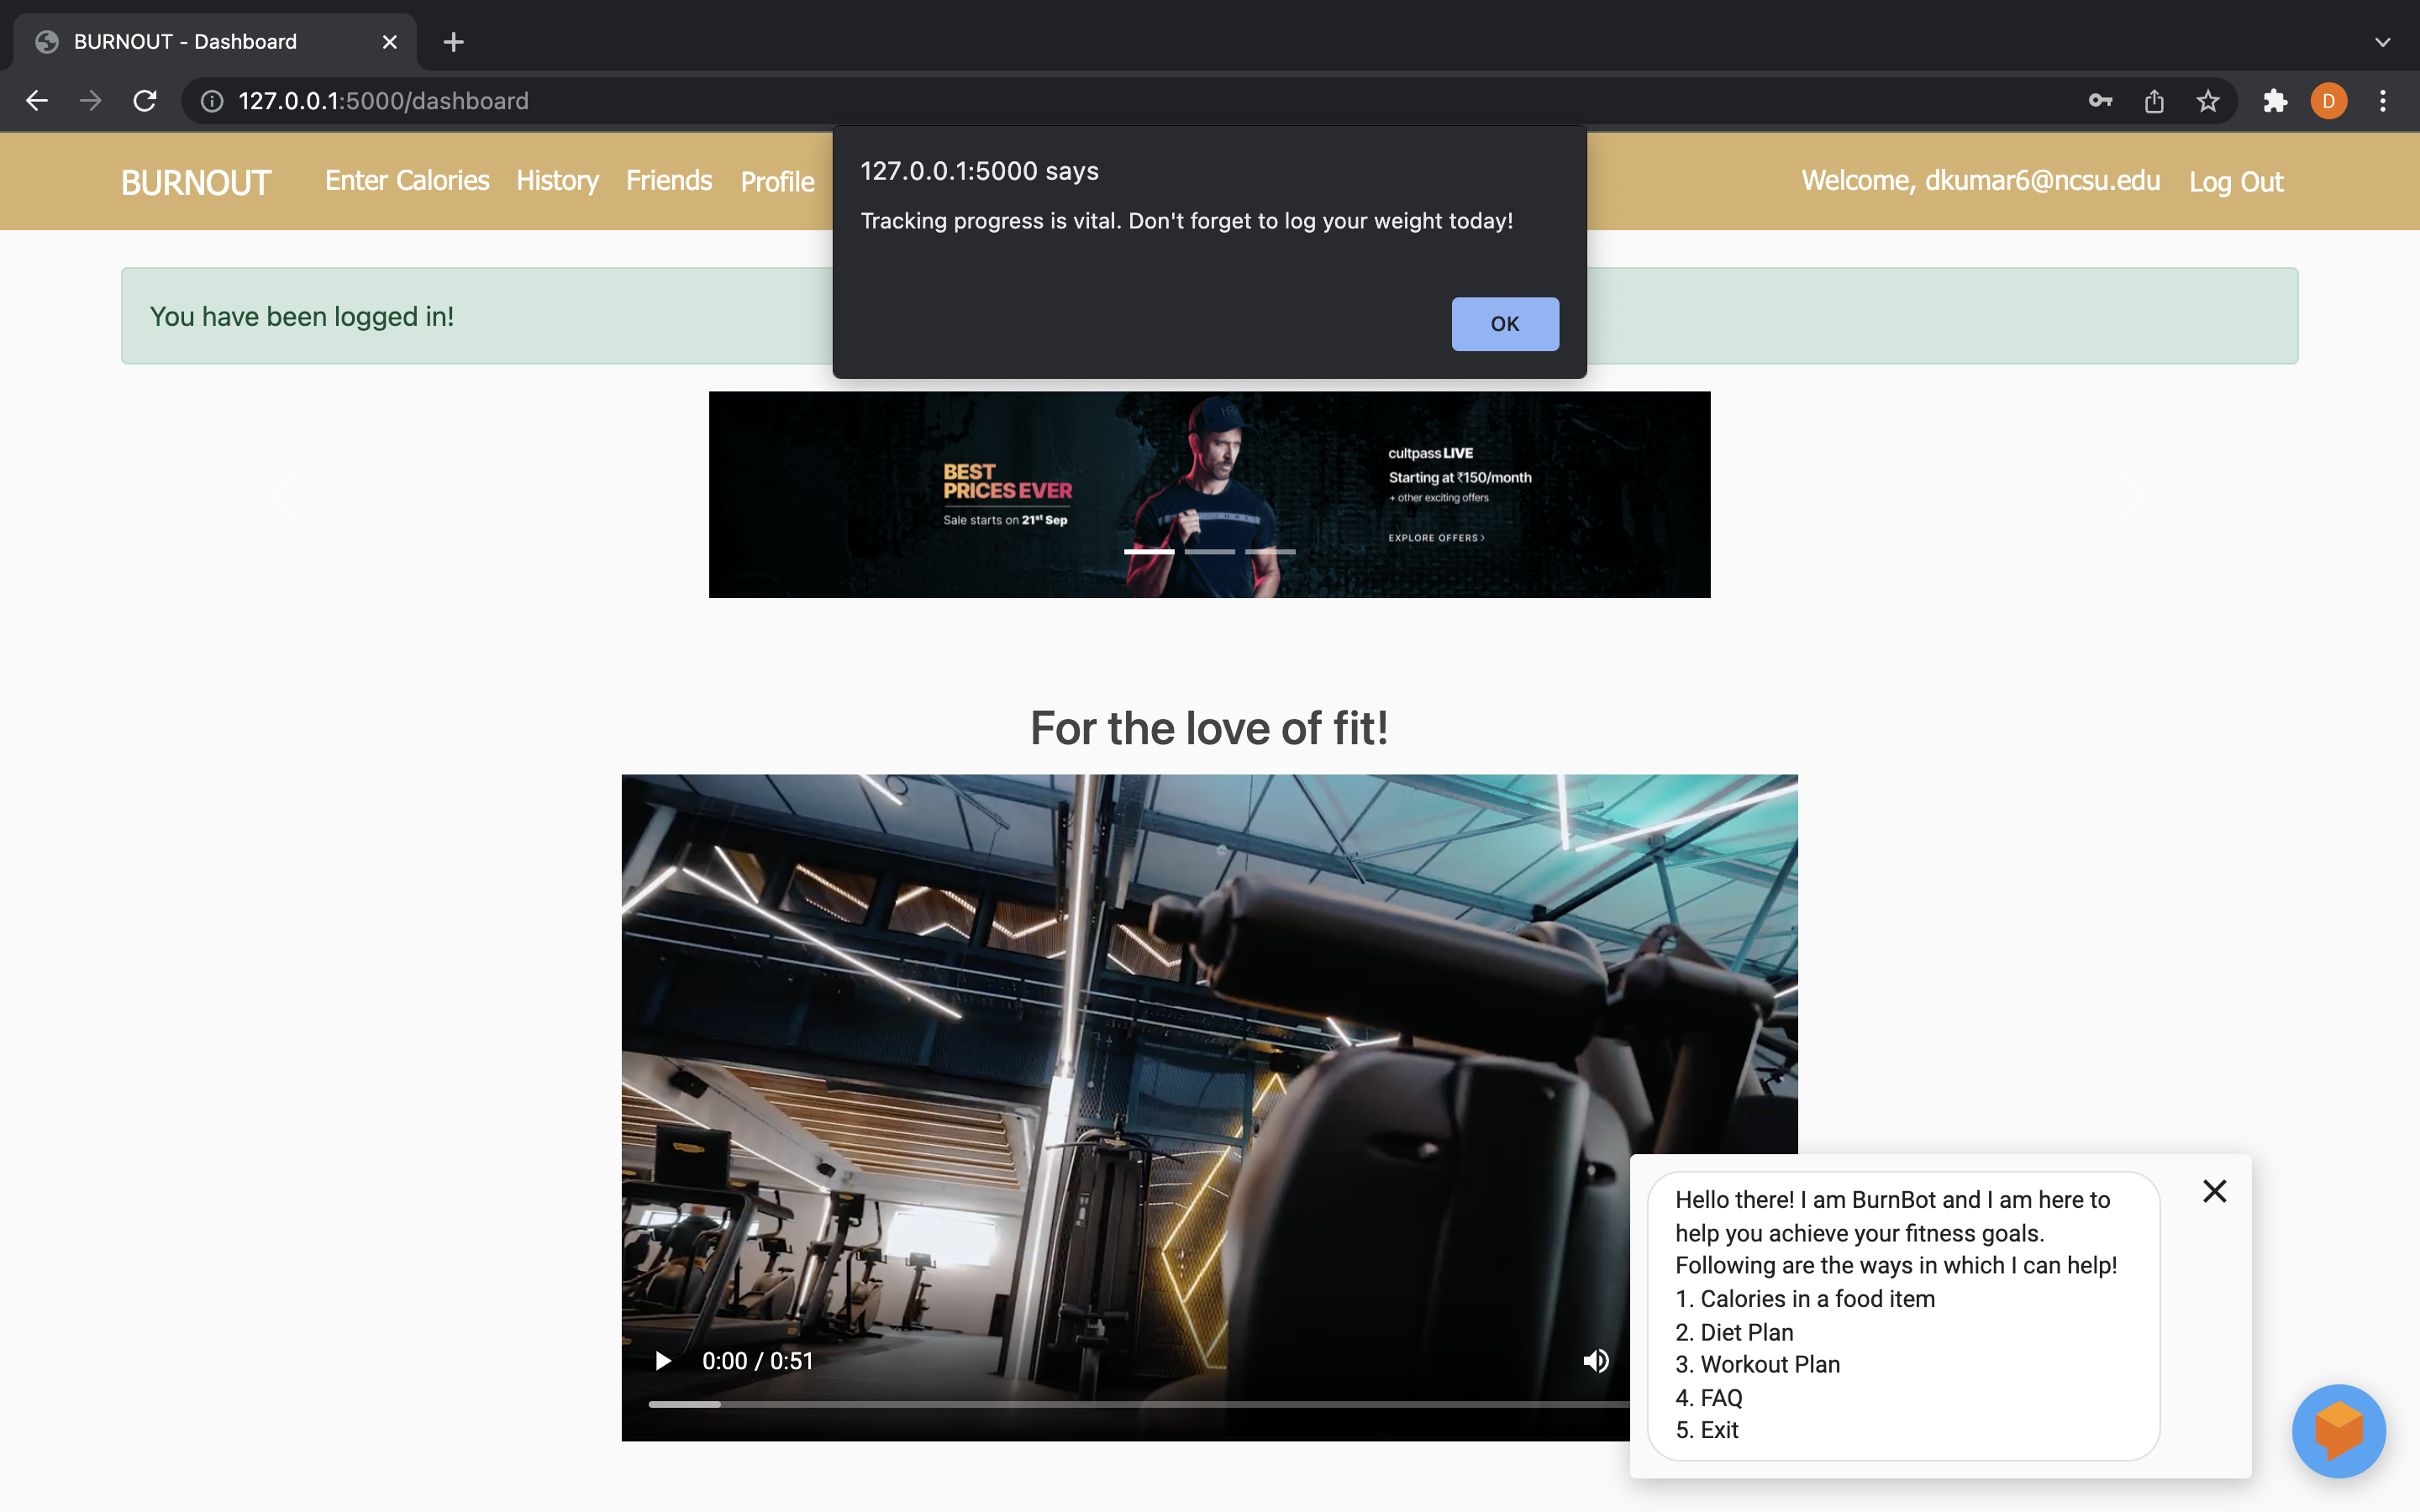 BURNOUT - Dashboard
127.0.0.1:5000/dashboard
D
127.0.0.1:5000 says
Tracking progress is vital. Don't forget to log your weight today!
OK
BURNOUT
Enter Calories
History
Friends
Profile
Welcome, dkumar6@ncsu.edu
Log Out
You have been logged in!
BEST
PRICES EVER
Sale starts on 21st Sep
cultpass LIVE
Starting at ₹150/month
+ other exciting offers
EXPLORE OFFERS >
For the love of fit!
0:00 / 0:51
Hello there! I am BurnBot and I am here to
help you achieve your fitness goals.
Following are the ways in which I can help!
1. Calories in a food item
2. Diet Plan
3. Workout Plan
4. FAQ
5. Exit